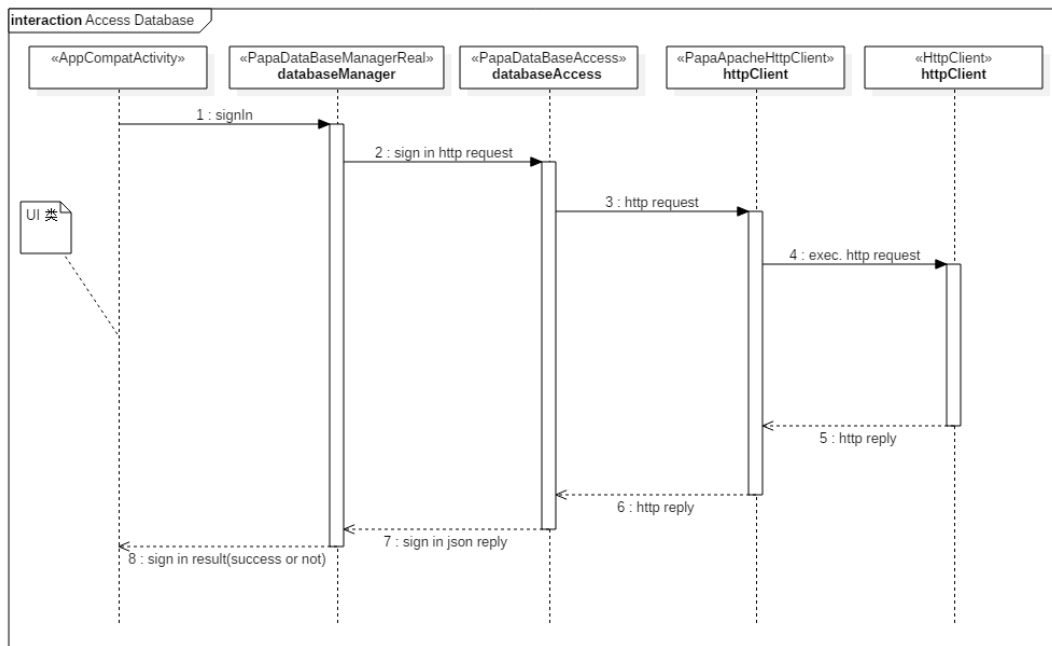 interaction Access Database
«AppCompatActivity»
«PapaDataBaseManagerReal»
databaseManager
«PapaDataBaseAccess»
databaseAccess
«PapaApacheHttpClient»
httpClient
«HttpClient»
httpClient
1 : signIn
2 : sign in http request
UI 类
3 : http request
4 : exec. http request
5 : http reply
6 : http reply
7 : sign in json reply
8 : sign in result(success or not)